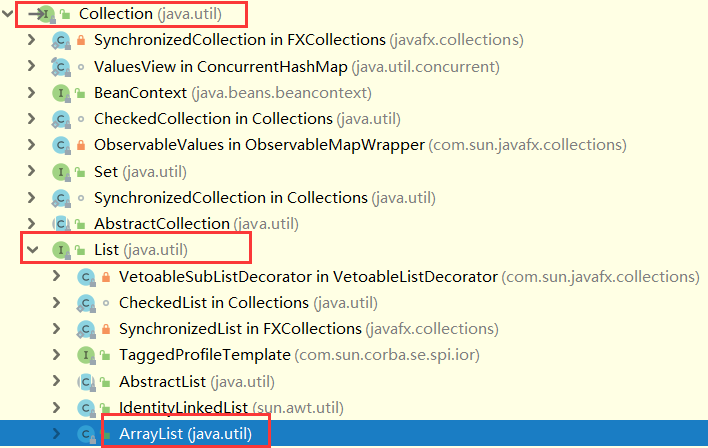 Collection (java.util)
SynchronizedCollection in FXCollections (javafx.collections)
ValuesView in ConcurrentHashMap (java.util.concurrent)
BeanContext (java.beans.beancontext)
CheckedCollection in Collections (java.util)
ObservableValues in ObservableMapWrapper (com.sun.javafx.collections)
Set (java.util)
SynchronizedCollection in Collections (java.util)
AbstractCollection (java.util)
List (java.util)
VetoableSubListDecorator in VetoableListDecorator (com.sun.javafx.collections)
CheckedList in Collections (java.util)
SynchronizedList in FXCollections (javafx.collections)
TaggedProfileTemplate (com.sun.corba.se.spi.ior)
AbstractList (java.util)
IdentityLinkedList (sun.awt.util)
ArrayList (java.util)